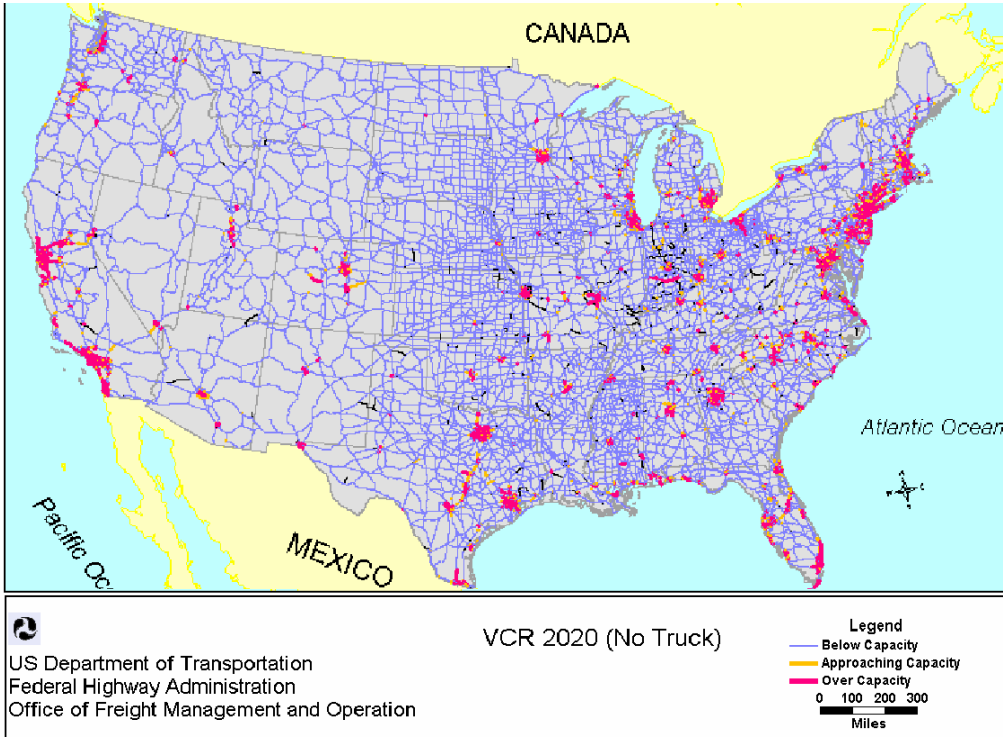 CANADA
Atlantic Ocean
Pacific Oc
MEXICO
VCR 2020 (No Truck)
US Department of Transportation
Federal Highway Administration
Office of Freight Management and Operation
Legend
Below Capacity
Approaching Capacity
Over Capacity
0 100 200 300
Miles